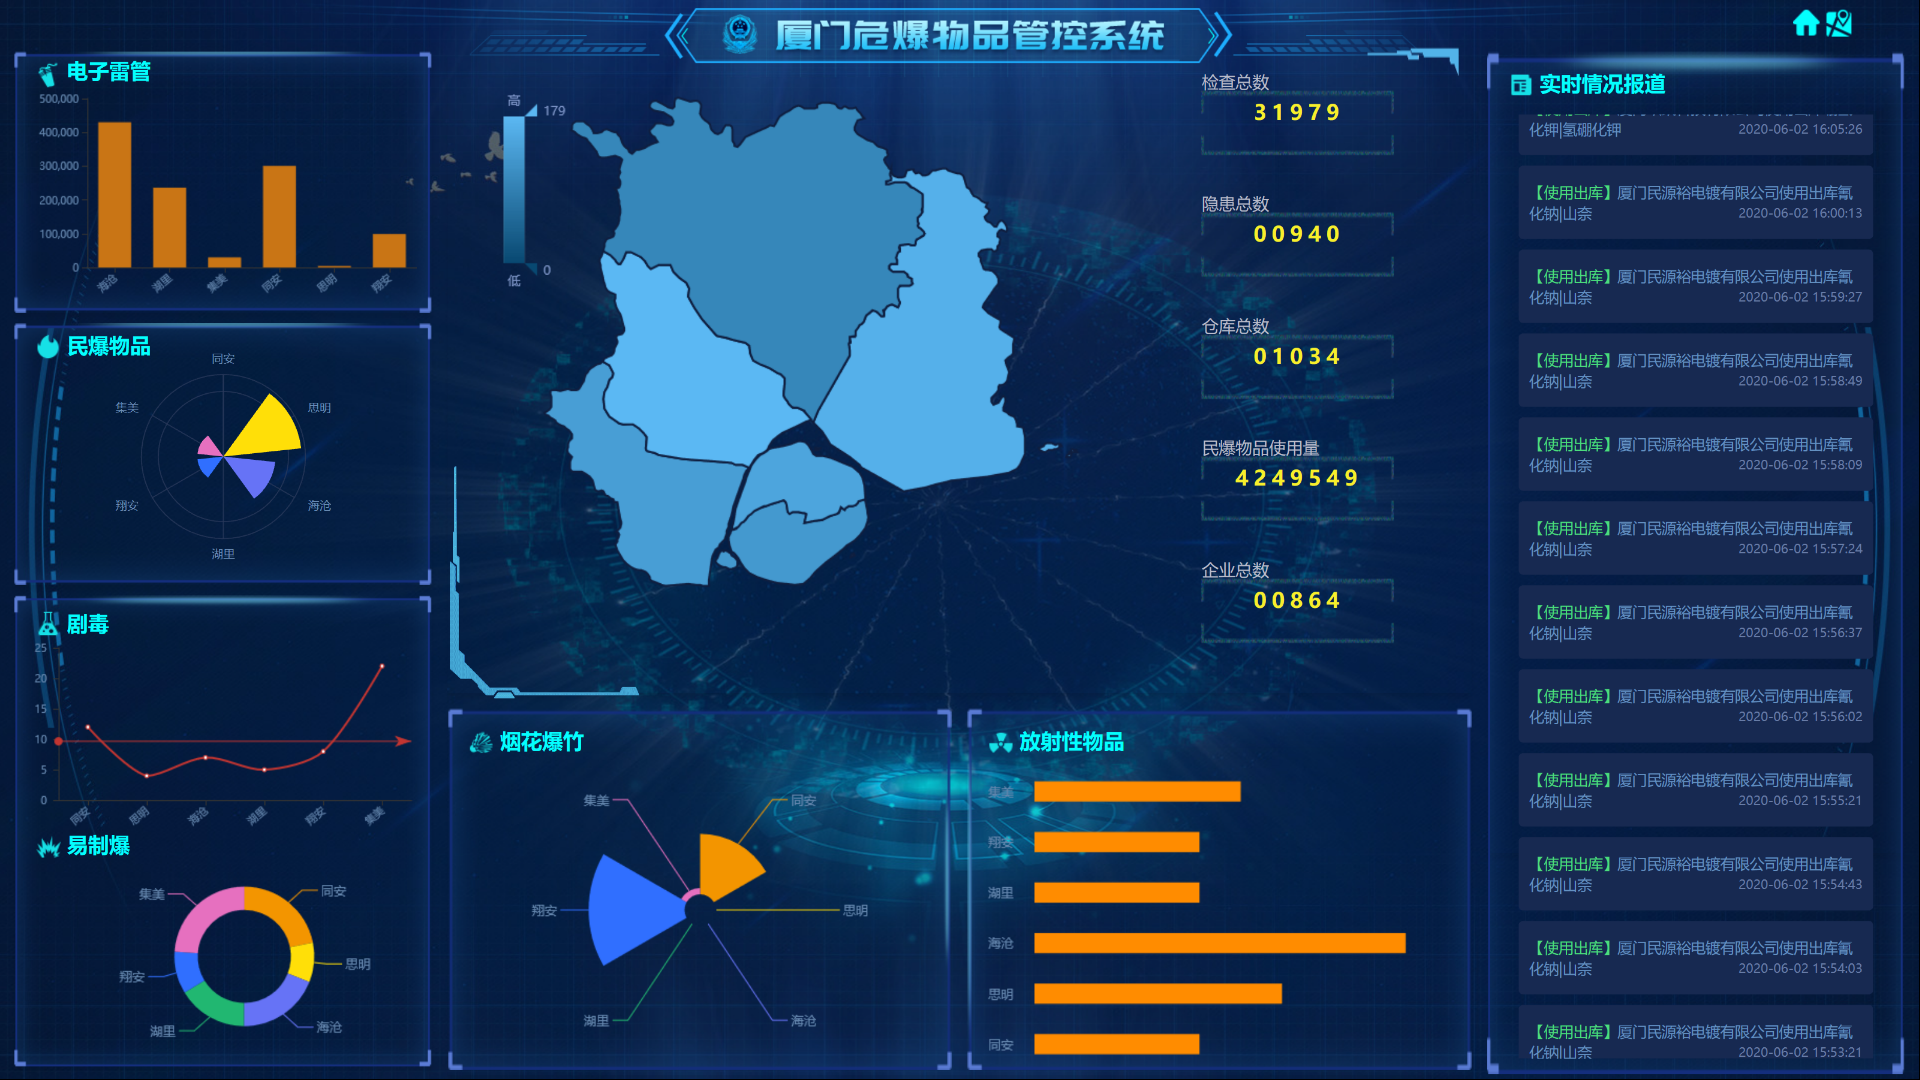 厦门危爆物品管控系统
电子雷管
500,000
400,000
300,000
200,000
100,000
0
海沧
湖里
集美
同安
思明
翔安
民爆物品
同安
集美
思明
翔安
海沧
湖里
剧毒
25
20
15
10
5
0
同安
思明
海沧
湖里
翔安
集美
易制爆
集美
同安
翔安
思明
湖里
海沧
高
179
0
低
检查总数
31979
隐患总数
00940
仓库总数
01034
民爆物品使用量
4249549
企业总数
00864
烟花爆竹
集美
同安
翔安
思明
湖里
海沧
放射性物品
集美
翔安
湖里
海沧
思明
同安
实时情况报道
化钾|氢硼化钾
2020-06-02 16:05:26
【使用出库】厦门民源裕电镀有限公司使用出库氰
化钠|山奈
2020-06-02 16:00:13
【使用出库】厦门民源裕电镀有限公司使用出库氰
化钠|山奈
2020-06-02 15:59:27
【使用出库】厦门民源裕电镀有限公司使用出库氰
化钠|山奈
2020-06-02 15:58:49
【使用出库】厦门民源裕电镀有限公司使用出库氰
化钠|山奈
2020-06-02 15:58:09
【使用出库】厦门民源裕电镀有限公司使用出库氰
化钠|山奈
2020-06-02 15:57:24
【使用出库】厦门民源裕电镀有限公司使用出库氰
化钠|山奈
2020-06-02 15:56:37
【使用出库】厦门民源裕电镀有限公司使用出库氰
化钠|山奈
2020-06-02 15:56:02
【使用出库】厦门民源裕电镀有限公司使用出库氰
化钠|山奈
2020-06-02 15:55:21
【使用出库】厦门民源裕电镀有限公司使用出库氰
化钠|山奈
2020-06-02 15:54:43
【使用出库】厦门民源裕电镀有限公司使用出库氰
化钠|山奈
2020-06-02 15:54:03
【使用出库】厦门民源裕电镀有限公司使用出库氰
化钠|山奈
2020-06-02 15:53:21